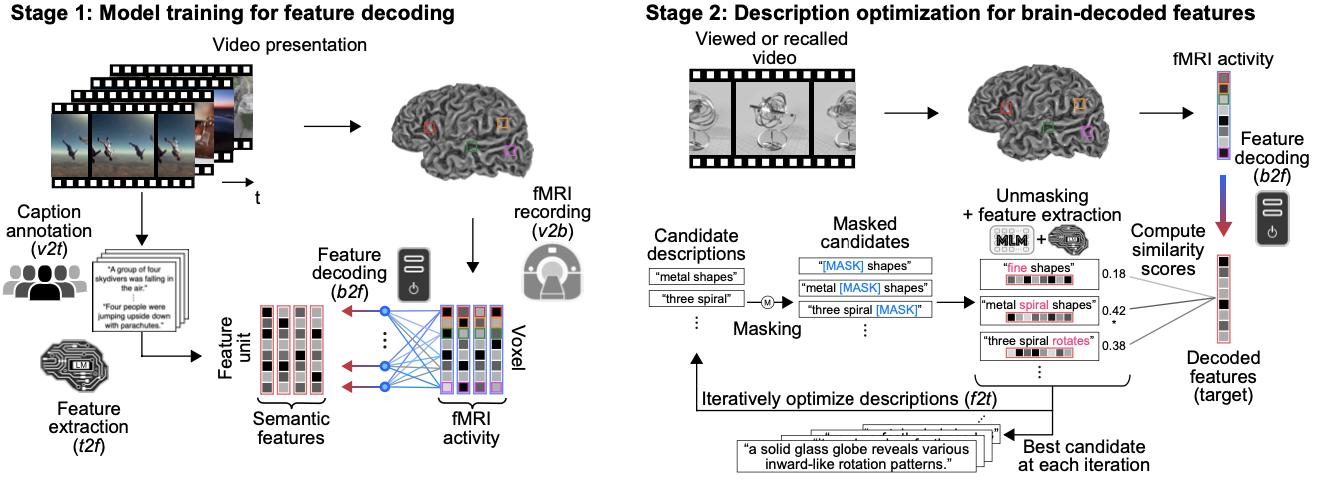 Stage 1: Model training for feature decoding
Video presentation
t
Caption
annotation
(v2t)
"A group of four
skydivers was falling in
the air."
"Four people were
jumping upside down
with parachutes."
LM
Feature
extraction
(t2f)
fMRI
recording
(v2b)
Feature
decoding
(b2f)
Feature
unit
Voxel
Semantic
features
fMRI
activity
Stage 2: Description optimization for brain-decoded features
Viewed or recalled
video
fMRI activity
Feature
decoding
(b2f)
Unmasking
+ feature extraction
MLM
+
LM
Compute
similarity
scores
Candidate
descriptions
"metal shapes"
"three spiral"
M
Masking
Masked
candidates
"[MASK] shapes"
"metal [MASK] shapes"
"three spiral [MASK]"
"fine shapes"
0.18
"metal spiral shapes"
0.42
*
"three spiral rotates"
0.38
Decoded
features
(target)
Iteratively optimize descriptions (f2t)
"a solid glass globe reveals various
inward-like rotation patterns."
Best candidate
at each iteration